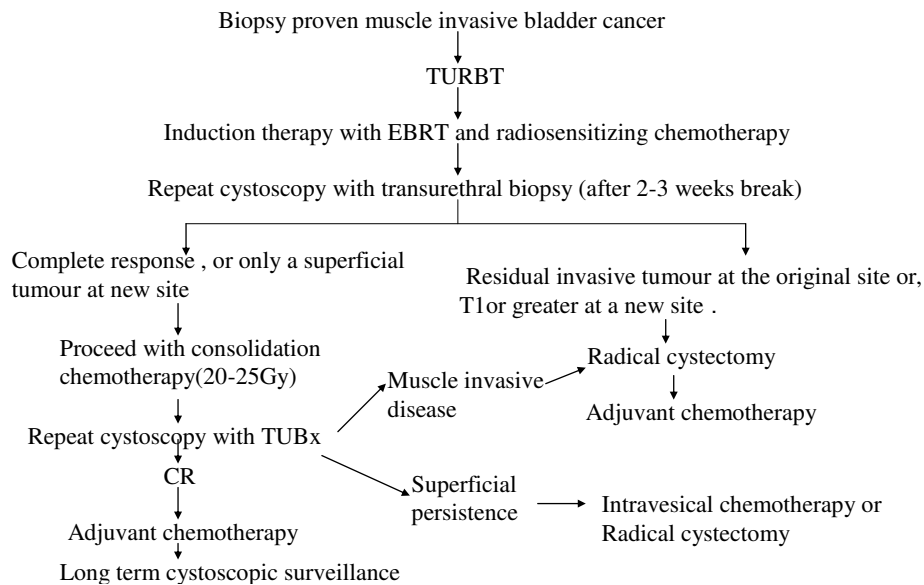 Biopsy proven muscle invasive bladder cancer
TURBT
Induction therapy with EBRT and radiosensitizing chemotherapy
Repeat cystoscopy with transurethral biopsy (after 2-3 weeks break)
Complete response , or only a superficial
tumour at new site
Residual invasive tumour at the original site or,
T1or greater at a new site .
Proceed with consolidation
chemotherapy(20-25Gy)
Muscle invasive
disease
Radical cystectomy
Adjuvant chemotherapy
Repeat cystoscopy with TUBx
CR
Superficial
persistence
Intravesical chemotherapy or
Radical cystectomy
Adjuvant chemotherapy
Long term cystoscopic surveillance